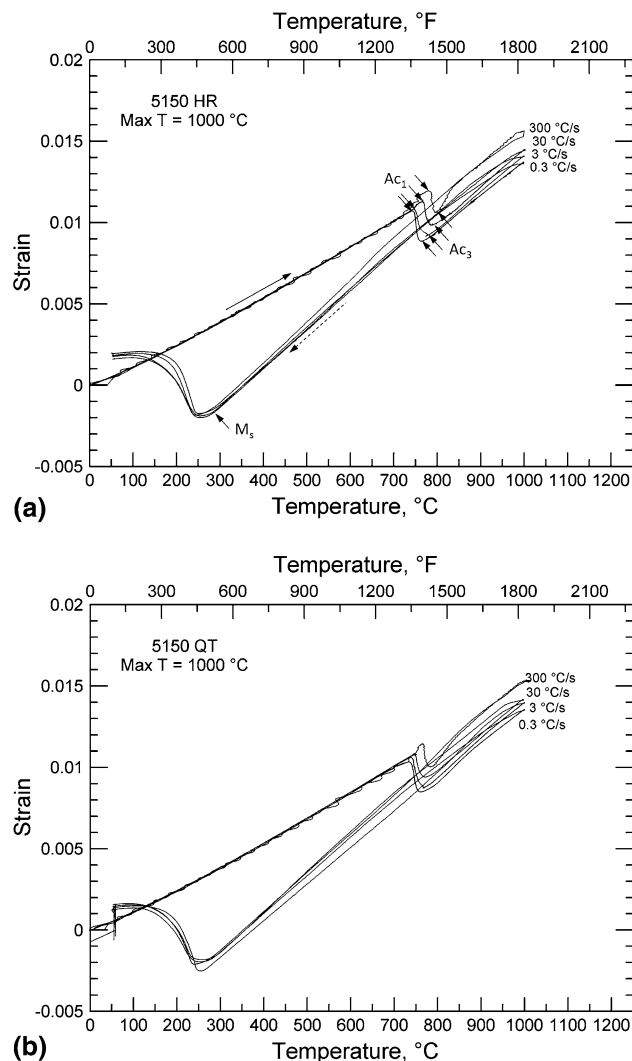 Temperature, °F
0 300 600 900 1200 1500 1800 2100
0.02
5150 HR
Max T = 1000 °C
0.015
300 °C/s
30 °C/s
3 °C/s
0.3 °C/s
Ac1
0.01
Ac3
Strain
0.005
0
Ms
-0.005
0 100 200 300 400 500 600 700 800 900 1000 1100 1200
(a)
Temperature, °C
Temperature, °F
0 300 600 900 1200 1500 1800 2100
0.02
5150 QT
Max T = 1000 °C
0.015
300 °C/s
30 °C/s
3 °C/s
0.3 °C/s
0.01
Strain
0.005
0
-0.005
0 100 200 300 400 500 600 700 800 900 1000 1100 1200
(b)
Temperature, °C